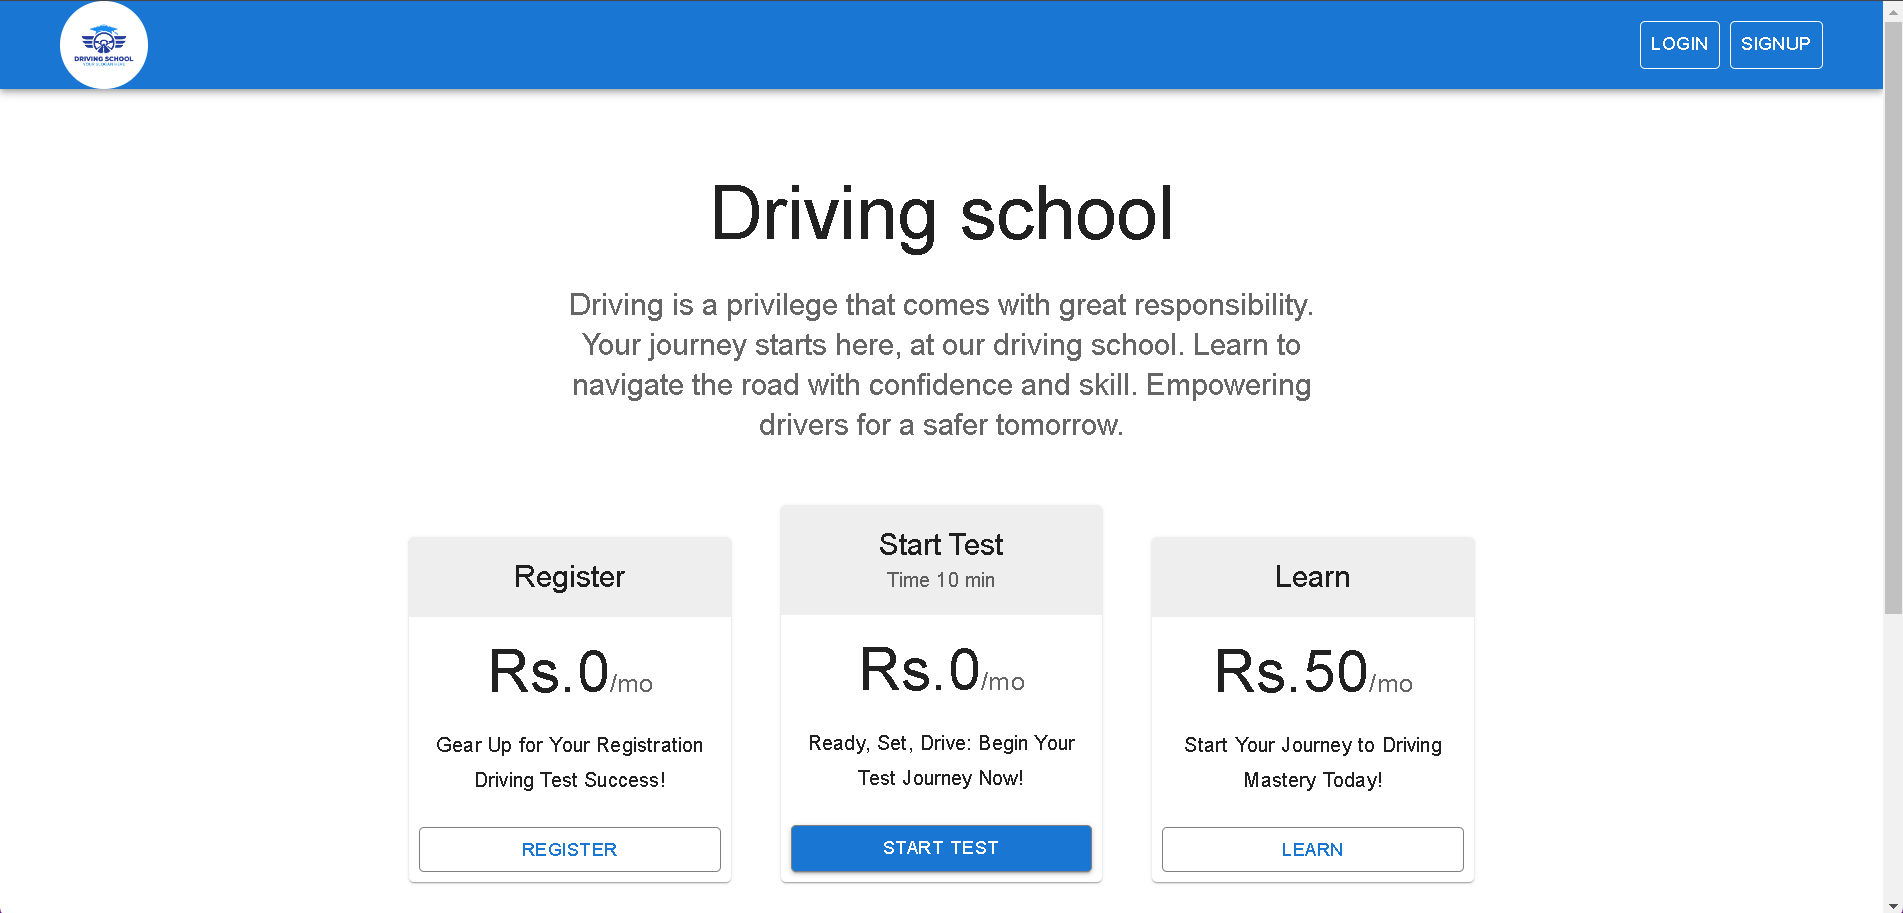 DRIVING SCHOOL
YOUR SLOGAN HERE
LOGIN
SIGNUP
Driving school
Driving is a privilege that comes with great responsibility.
Your journey starts here, at our driving school. Learn to
navigate the road with confidence and skill. Empowering
drivers for a safer tomorrow.
Register
Rs.0/mo
Gear Up for Your Registration
Driving Test Success!
REGISTER
Start Test
Time 10 min
Rs.0/mo
Ready, Set, Drive: Begin Your
Test Journey Now!
START TEST
Learn
Rs.50/mo
Start Your Journey to Driving
Mastery Today!
LEARN